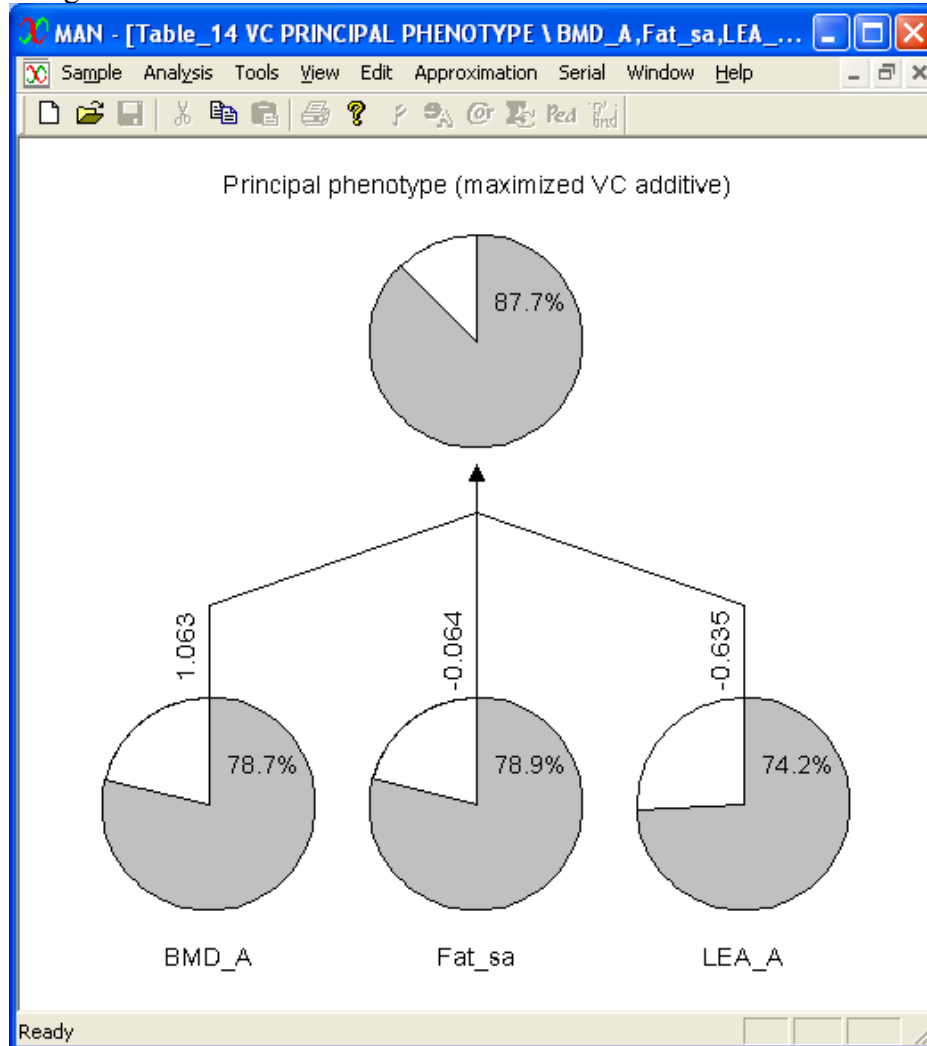 MAN - [Table_14 VC PRINCIPAL PHENOTYPE \ BMD_A,Fat_sa,LEA_...
Sample Analysis Tools View Edit Approximation Serial Window Help
Ped
Principal phenotype (maximized VC additive)
87.7%
1.063
-0.064
-0.635
78.7%
78.9%
74.2%
BMD_A
Fat_sa
LEA_A
Ready